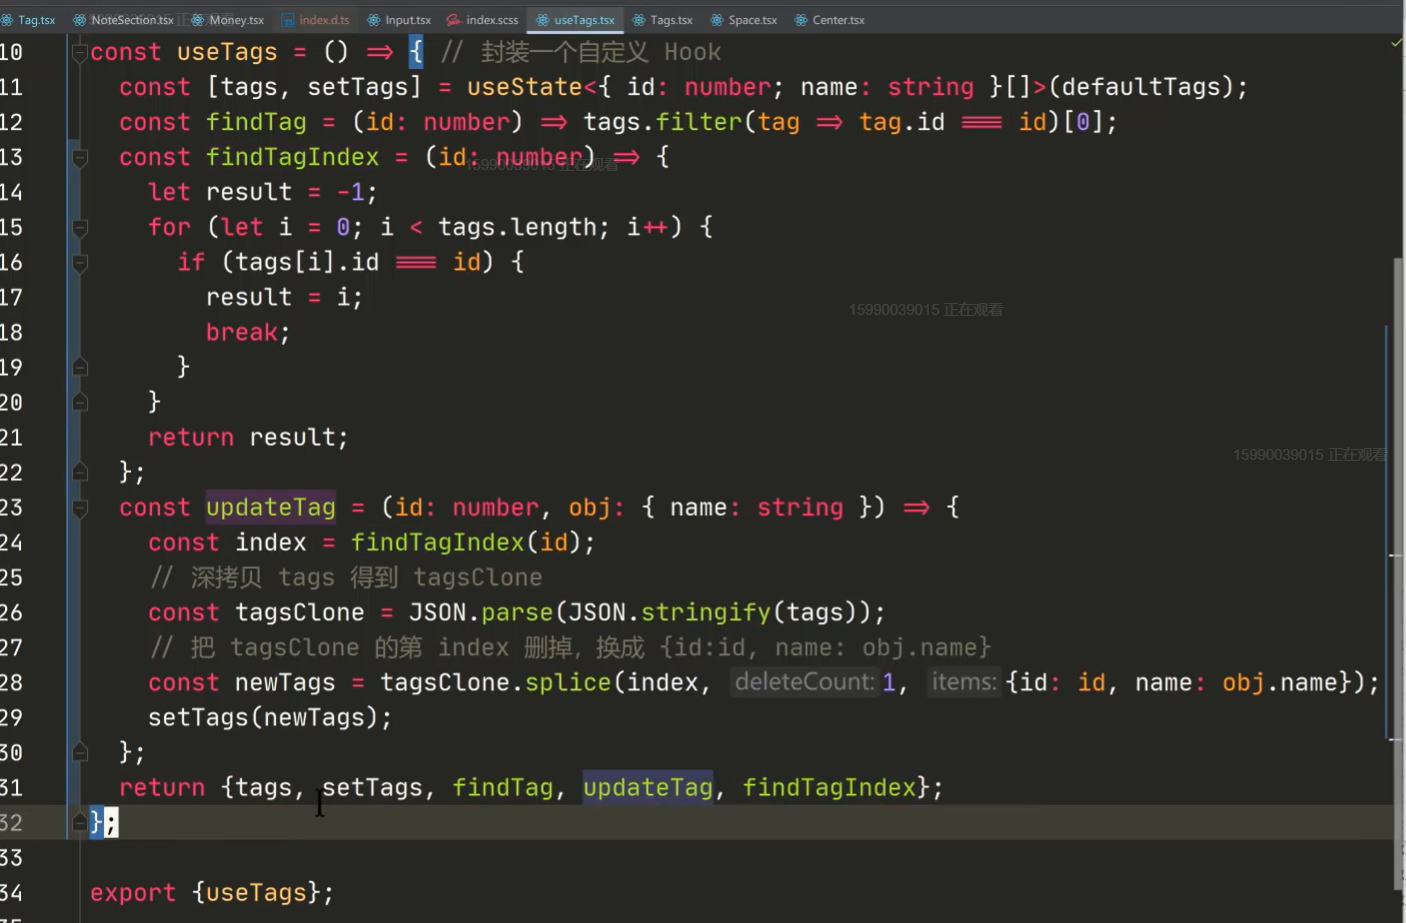 Tag.tsx NoteSection.tsx Money.tsx index.d.ts Input.tsx index.scss useTags.tsx Tags.tsx Space.tsx Center.tsx
10 const useTags = () => { // 封装一个自定义 Hook
11 const [tags, setTags] = useState<{ id: number; name: string }[]>(defaultTags);
12 const findTag = (id: number) => tags.filter(tag => tag.id === id)[0];
13 const findTagIndex = (id: number) => {
15990039015 正在观看
14 let result = -1;
15 for (let i = 0; i < tags.length; i++) {
16 if (tags[i].id === id) {
17 result = i;
15990039015 正在观看
18 break;
19 }
20 }
21 return result;
15990039015 正在观看
22 };
23 const updateTag = (id: number, obj: { name: string }) => {
24 const index = findTagIndex(id);
25 // 深拷贝 tags 得到 tagsClone
26 const tagsClone = JSON.parse(JSON.stringify(tags));
27 // 把 tagsClone 的第 index 删掉，换成 {id:id, name: obj.name}
28 const newTags = tagsClone.splice(index, deleteCount: 1, items: {id: id, name: obj.name});
29 setTags(newTags);
30 };
31 return {tags, setTags, findTag, updateTag, findTagIndex};
32 };
33
34 export {useTags};